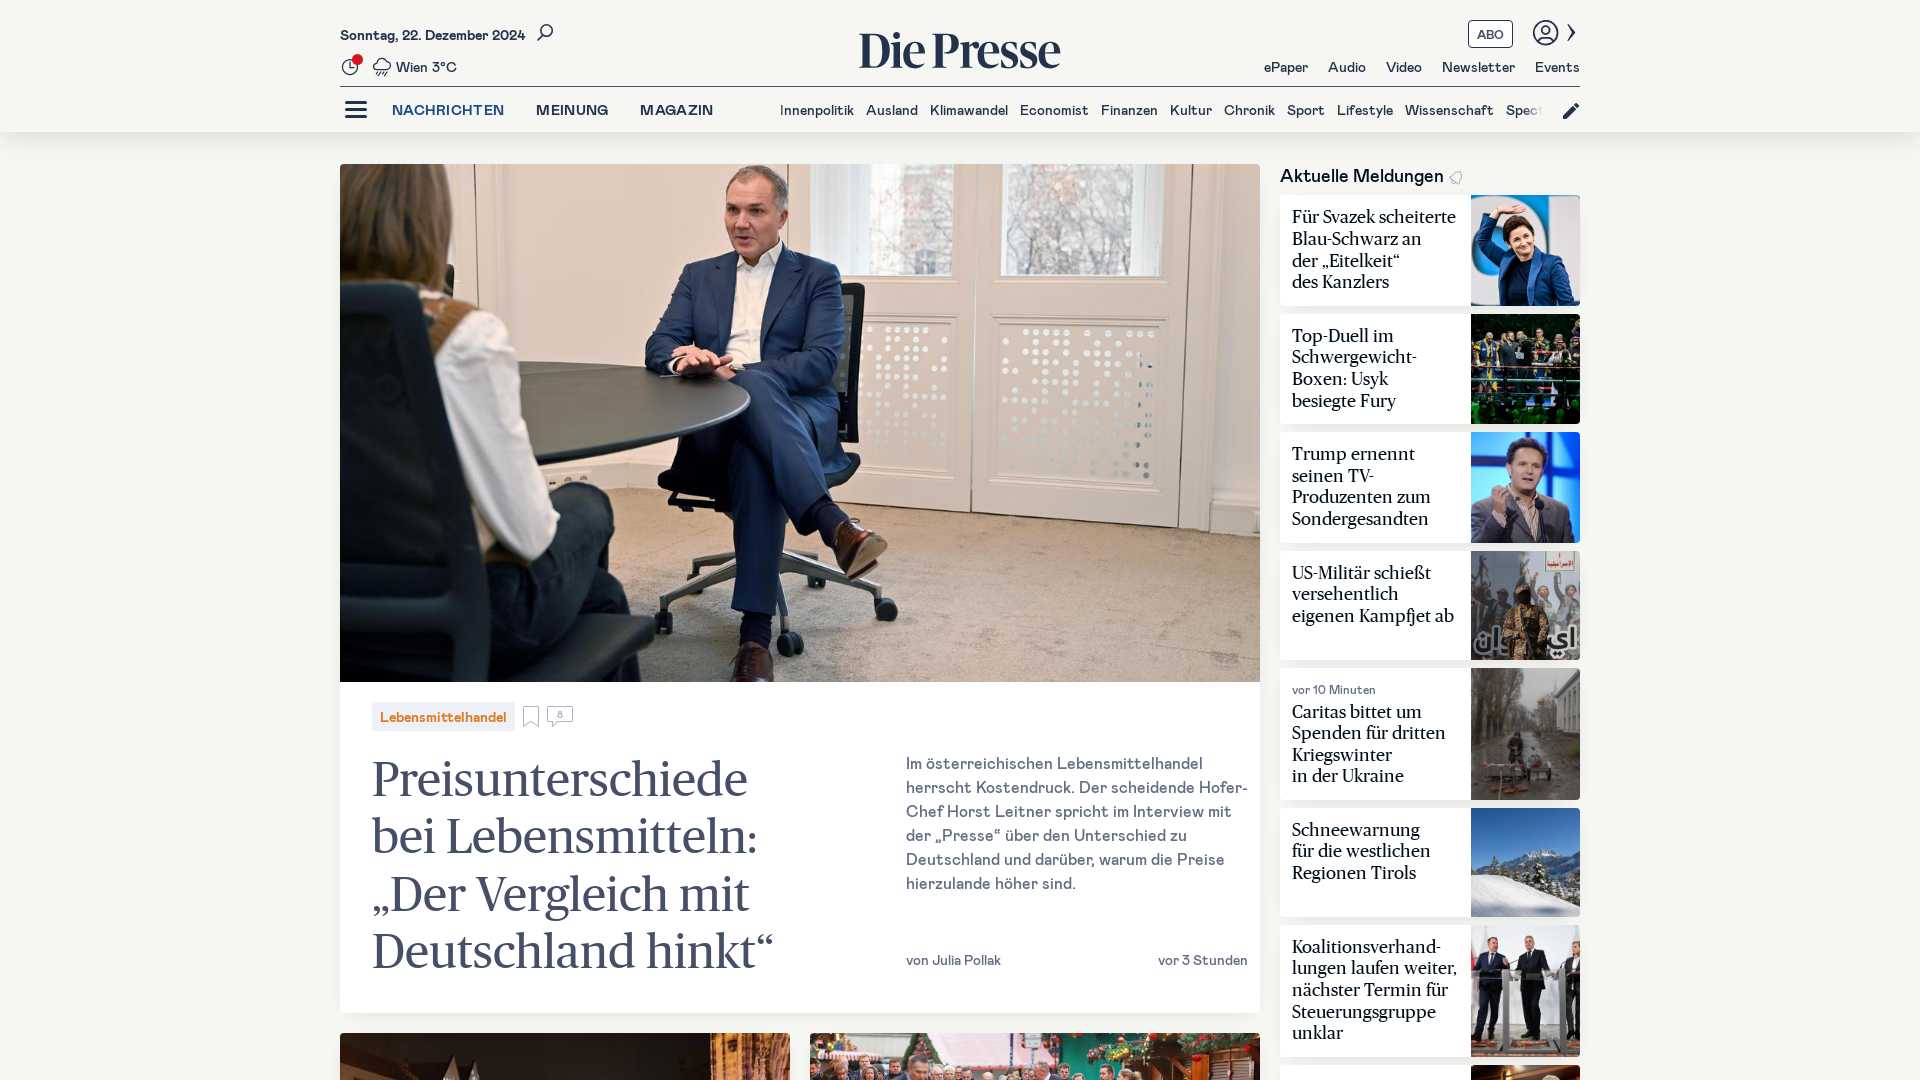 Sonntag, 22. Dezember 2024
Wien 3°C
Die Presse
ABO
ePaper Audio Video Newsletter Events
NACHRICHTEN MEINUNG MAGAZIN
Innenpolitik Ausland Klimawandel Economist Finanzen Kultur Chronik Sport Lifestyle Wissenschaft Spect
Lebensmittelhandel
8
Preisunterschiede
bei Lebensmitteln:
„Der Vergleich mit
Deutschland hinkt“
Im österreichischen Lebensmittelhandel
herrscht Kostendruck. Der scheidende Hofer-
Chef Horst Leitner spricht im Interview mit
der „Presse“ über den Unterschied zu
Deutschland und darüber, warum die Preise
hierzulande höher sind.
von Julia Pollak
vor 3 Stunden
Aktuelle Meldungen
Für Svazek scheiterte
Blau-Schwarz an
der „Eitelkeit“
des Kanzlers
Top-Duell im
Schwergewicht-
Boxen: Usyk
besiegte Fury
Trump ernennt
seinen TV-
Produzenten zum
Sondergesandten
US-Militär schießt
versehentlich
eigenen Kampfjet ab
vor 10 Minuten
Caritas bittet um
Spenden für dritten
Kriegswinter
in der Ukraine
Schneewarnung
für die westlichen
Regionen Tirols
Koalitionsverhand-
lungen laufen weiter,
nächster Termin für
Steuerungsgruppe
unklar